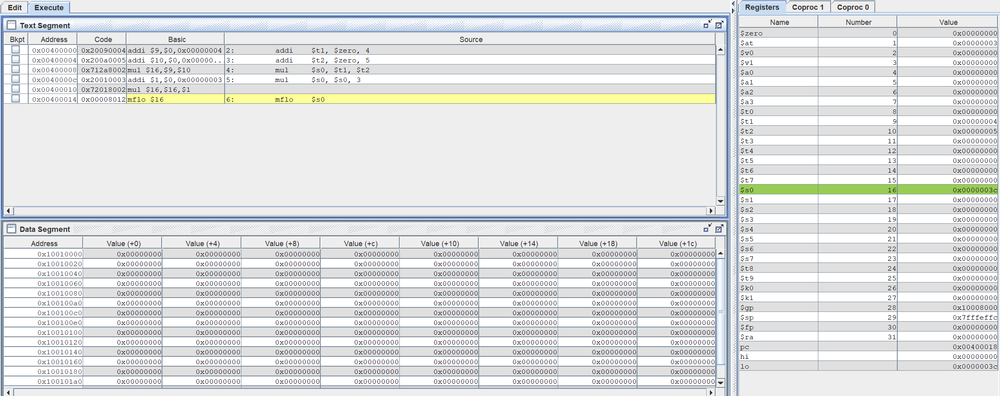 Edit Execute
Text Segment
Bkpt Address Code Basic Source
0x00400000 0x20090004 addi $9,$0,0x00000004 2: addi $t1, $zero, 4
0x00400004 0x200a0005 addi $10,$0,0x00000... 3: addi $t2, $zero, 5
0x00400008 0x712a8002 mul $16,$9,$10 4: mul $s0, $t1, $t2
0x0040000c 0x20010003 addi $1,$0,0x00000003 5: mul $s0, $s0, 3
0x00400010 0x72018002 mul $16,$16,$1
0x00400014 0x00008012 mflo $16 6: mflo $s0
Data Segment
Address Value (+0) Value (+4) Value (+8) Value (+c) Value (+10) Value (+14) Value (+18) Value (+1c)
0x10010000 0x00000000 0x00000000 0x00000000 0x00000000 0x00000000 0x00000000 0x00000000 0x00000000
0x10010020 0x00000000 0x00000000 0x00000000 0x00000000 0x00000000 0x00000000 0x00000000 0x00000000
0x10010040 0x00000000 0x00000000 0x00000000 0x00000000 0x00000000 0x00000000 0x00000000 0x00000000
0x10010060 0x00000000 0x00000000 0x00000000 0x00000000 0x00000000 0x00000000 0x00000000 0x00000000
0x10010080 0x00000000 0x00000000 0x00000000 0x00000000 0x00000000 0x00000000 0x00000000 0x00000000
0x100100a0 0x00000000 0x00000000 0x00000000 0x00000000 0x00000000 0x00000000 0x00000000 0x00000000
0x100100c0 0x00000000 0x00000000 0x00000000 0x00000000 0x00000000 0x00000000 0x00000000 0x00000000
0x100100e0 0x00000000 0x00000000 0x00000000 0x00000000 0x00000000 0x00000000 0x00000000 0x00000000
0x10010100 0x00000000 0x00000000 0x00000000 0x00000000 0x00000000 0x00000000 0x00000000 0x00000000
0x10010120 0x00000000 0x00000000 0x00000000 0x00000000 0x00000000 0x00000000 0x00000000 0x00000000
0x10010140 0x00000000 0x00000000 0x00000000 0x00000000 0x00000000 0x00000000 0x00000000 0x00000000
0x10010160 0x00000000 0x00000000 0x00000000 0x00000000 0x00000000 0x00000000 0x00000000 0x00000000
0x10010180 0x00000000 0x00000000 0x00000000 0x00000000 0x00000000 0x00000000 0x00000000 0x00000000
0x100101a0 0x00000000 0x00000000 0x00000000 0x00000000 0x00000000 0x00000000 0x00000000 0x00000000
Registers Coproc 1 Coproc 0
Name Number Value
$zero 0 0x00000000
$at 1 0x00000003
$v0 2 0x00000000
$v1 3 0x00000000
$a0 4 0x00000000
$a1 5 0x00000000
$a2 6 0x00000000
$a3 7 0x00000000
$t0 8 0x00000000
$t1 9 0x00000004
$t2 10 0x00000005
$t3 11 0x00000000
$t4 12 0x00000000
$t5 13 0x00000000
$t6 14 0x00000000
$t7 15 0x00000000
$s0 16 0x0000003c
$s1 17 0x00000000
$s2 18 0x00000000
$s3 19 0x00000000
$s4 20 0x00000000
$s5 21 0x00000000
$s6 22 0x00000000
$s7 23 0x00000000
$t8 24 0x00000000
$t9 25 0x00000000
$k0 26 0x00000000
$k1 27 0x00000000
$gp 28 0x10008000
$sp 29 0x7fffeffc
$fp 30 0x00000000
$ra 31 0x00000000
pc 0x00400018
hi 0x00000000
lo 0x0000003c